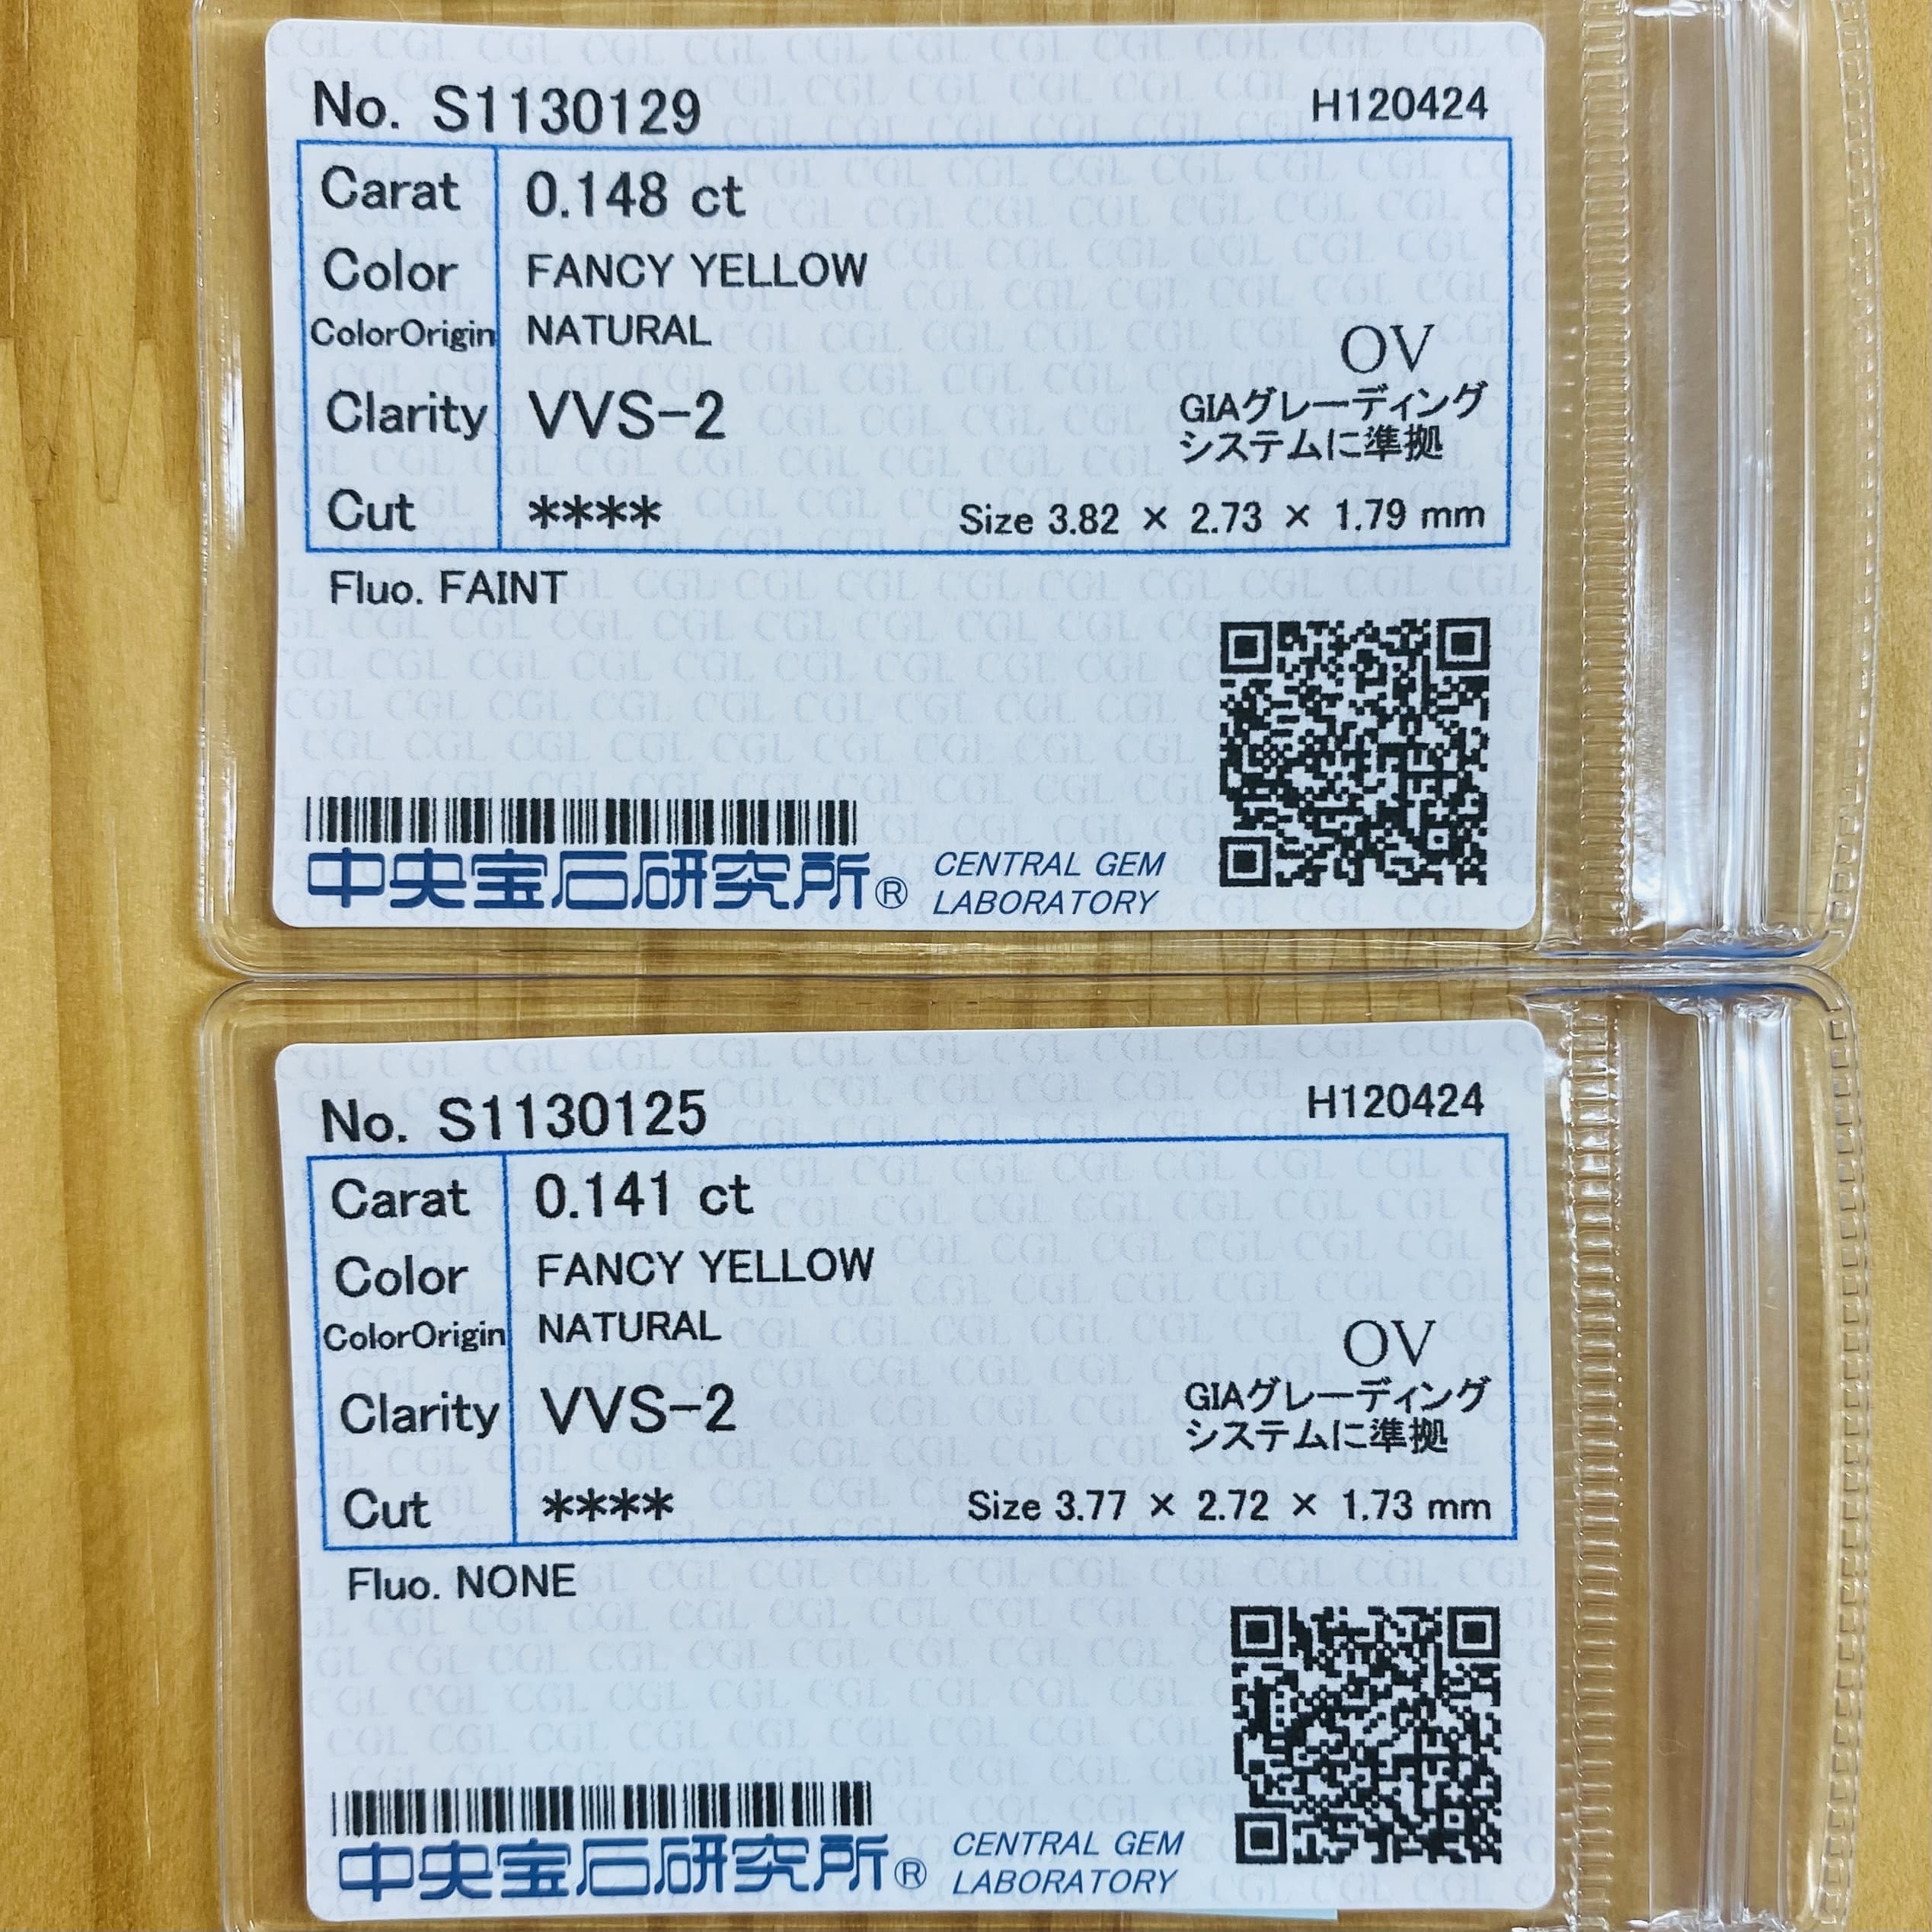 No. S1130129 H120424
Carat 0.148 ct
Color FANCY YELLOW
ColorOrigin NATURAL
OV
Clarity VVS-2
GIAグレーディング
システムに準拠
Cut **** Size 3.82 × 2.73 × 1.79 mm
Fluo. FAINT
中央宝石研究所® CENTRAL GEM
LABORATORY
No. S1130125 H120424
Carat 0.141 ct
Color FANCY YELLOW
ColorOrigin NATURAL
OV
Clarity VVS-2
GIAグレーディング
システムに準拠
Cut **** Size 3.77 × 2.72 × 1.73 mm
Fluo. NONE
中央宝石研究所® CENTRAL GEM
LABORATORY